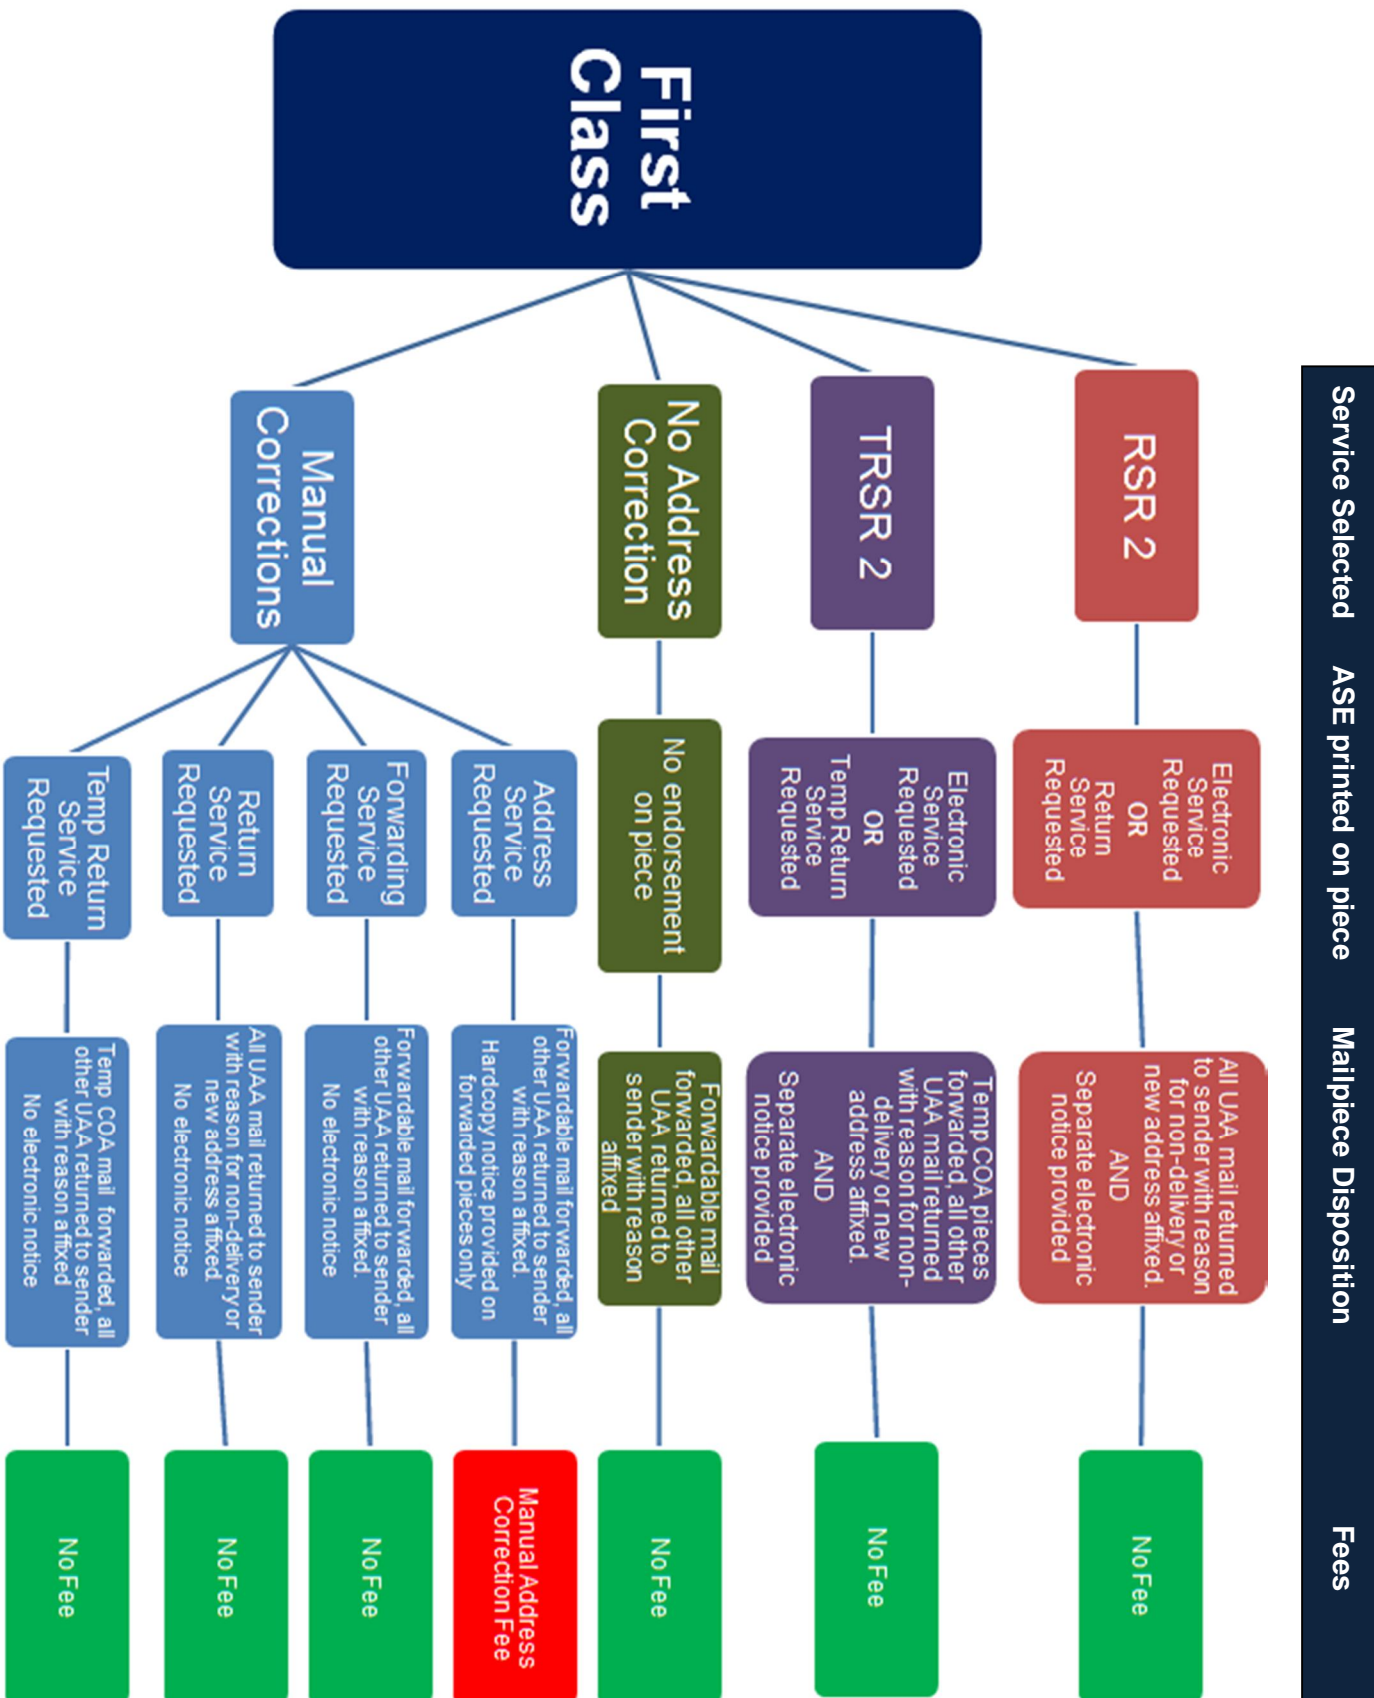 Service Selected
ASE printed on piece
Mailpiece Disposition
Fees
First
Class
RSR 2
Electronic
Service
Requested
OR
Return
Service
Requested
All UAA mail returned
to sender with reason
for non-delivery or
new address affixed.
AND
Separate electronic
notice provided
No Fee
TRSR 2
Electronic
Service
Requested
OR
Temp Return
Service
Requested
Temp COA pieces
forwarded, all other
UAA mail returned
with reason for non-
delivery or new
address affixed.
AND
Separate electronic
notice provided
No Fee
No Address
Correction
No endorsement
on piece
Forwardable mail
forwarded, all other
UAA returned to
sender with reason
affixed
No Fee
Manual
Corrections
Address
Service
Requested
Forwardable mail forwarded, all
other UAA returned to sender
with reason affixed.
Hardcopy notice provided on
forwarded pieces only
Manual Address
Correction Fee
Forwarding
Service
Requested
Forwardable mail forwarded, all
other UAA returned to sender
with reason affixed.
No electronic notice
No Fee
Return
Service
Requested
All UAA mail returned to sender
with reason for non-delivery or
new address affixed.
No electronic notice
No Fee
Temp Return
Service
Requested
Temp COA mail forwarded, all
other UAA returned to sender
with reason affixed
No electronic notice
No Fee